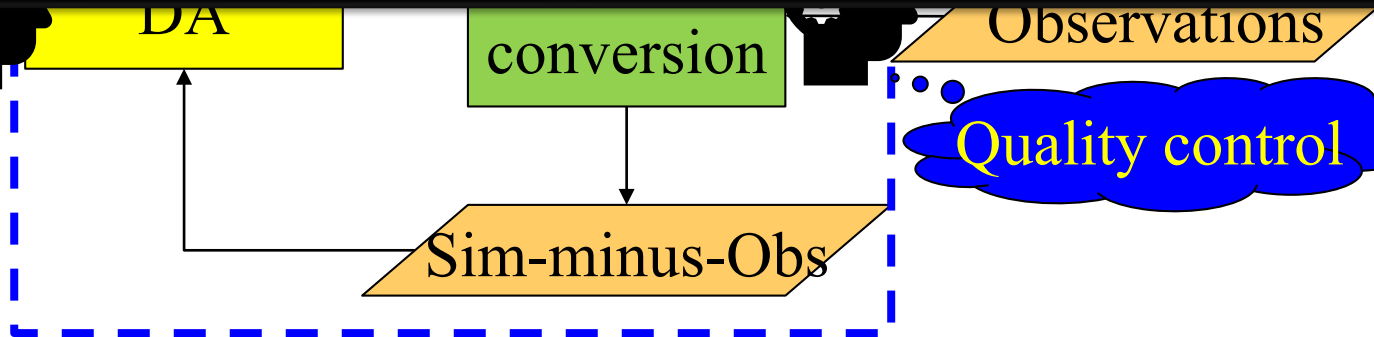 DA
Observations
conversion
Quality control
Sim-minus-Obs